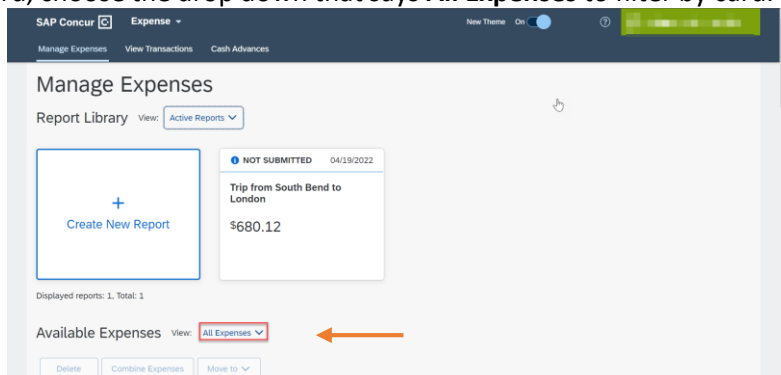 choose the drop down that says All Expenses to filter by card.
SAP Concur C Expense
New Theme On
Manage Expenses View Transactions Cash Advances
Manage Expenses
Report Library View: Active Reports
NOT SUBMITTED 04/19/2022
Trip from South Bend to
London
$680.12
+
Create New Report
Displayed reports: 1, Total: 1
Available Expenses View: All Expenses
Delete Combine Expenses Move to